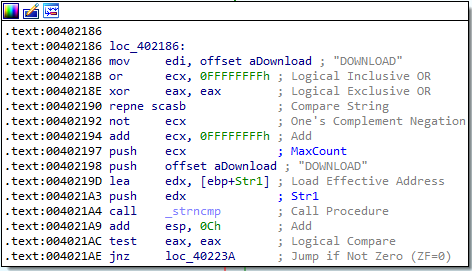 .text:00402186
.text:00402186 loc_402186:
.text:00402186 mov     edi, offset aDownload ; "DOWNLOAD"
.text:0040218B or      ecx, 0FFFFFFFFh ; Logical Inclusive OR
.text:0040218E xor     eax, eax        ; Logical Exclusive OR
.text:00402190 repne scasb             ; Compare String
.text:00402192 not     ecx             ; One's Complement Negation
.text:00402194 add     ecx, 0FFFFFFFFh ; Add
.text:00402197 push    ecx             ; MaxCount
.text:00402198 push    offset aDownload ; "DOWNLOAD"
.text:0040219D lea     edx, [ebp+Str1] ; Load Effective Address
.text:004021A3 push    edx             ; Str1
.text:004021A4 call    _strncmp        ; Call Procedure
.text:004021A9 add     esp, 0Ch        ; Add
.text:004021AC test    eax, eax        ; Logical Compare
.text:004021AE jnz     loc_40223A      ; Jump if Not Zero (ZF=0)